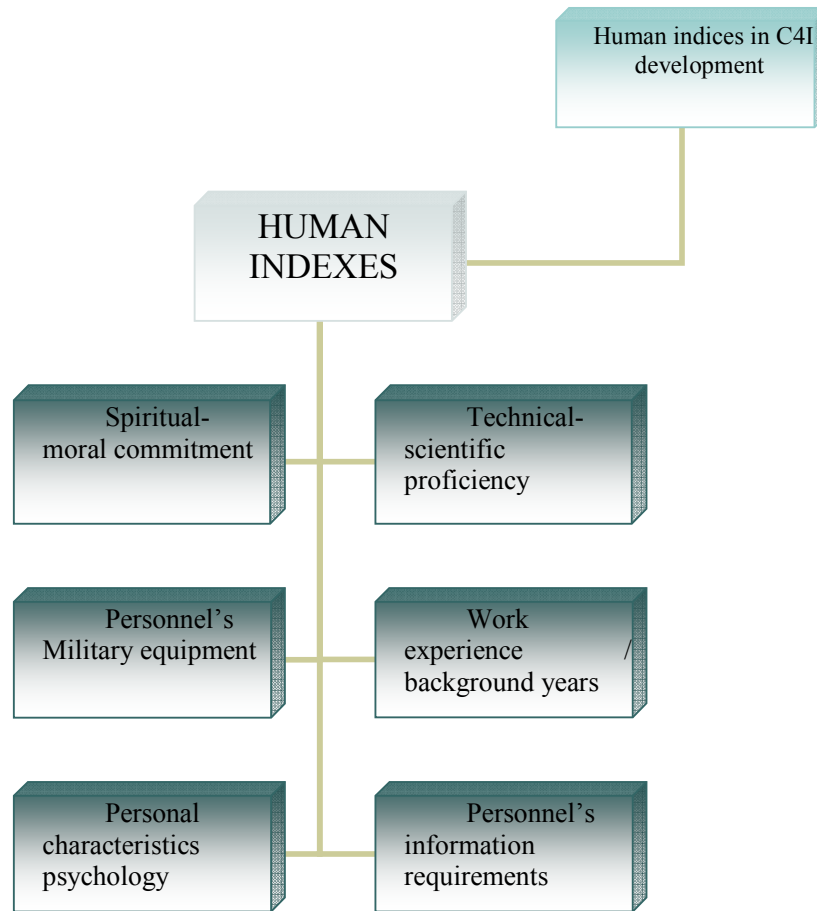 Human indices in C4I
development
HUMAN
INDEXES
Spiritual-
moral commitment
Technical-
scientific
proficiency
Personnel's
Military equipment
Work
experience /
background years
Personal
characteristics
psychology
Personnel's
information
requirements